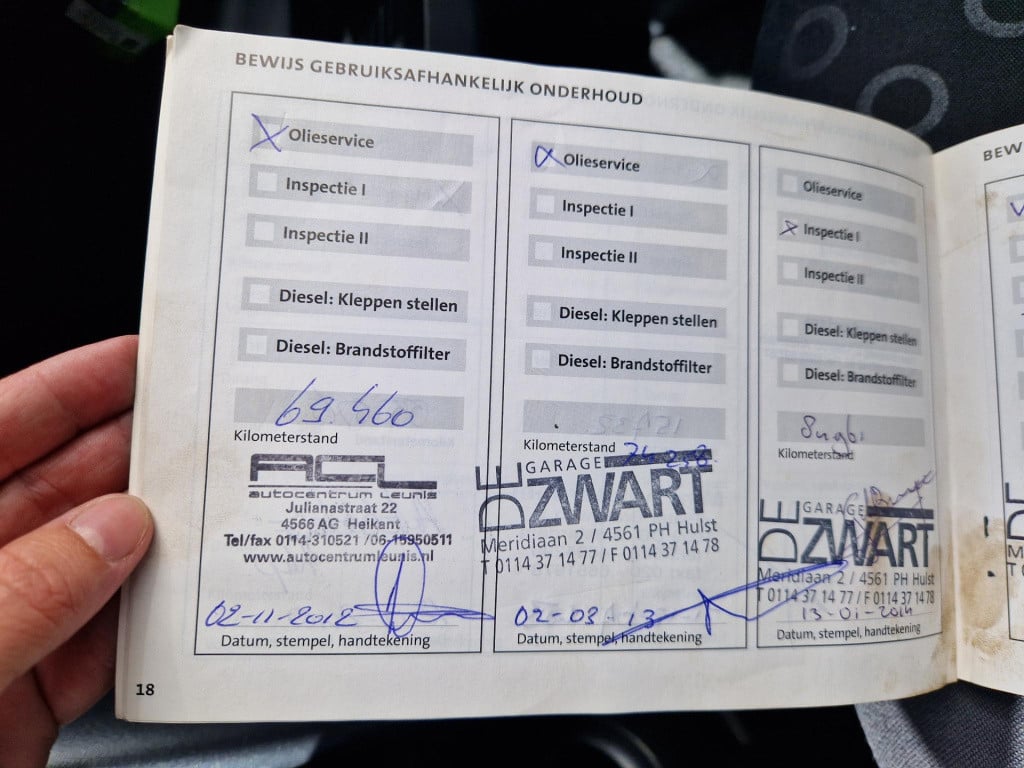 BEWIJS GEBRUIKSAFHANKELIJK ONDERHOUD
Olieservice
Inspectie I
Inspectie II
Diesel: Kleppen stellen
Diesel: Brandstoffilter
69.460
Kilometerstand
ACL
autocentrum Leunis
Julianastraat 22
4566 AG Heikant
Tel/fax 0114-310521 /06-15950511
www.autocentrumleunis.nl
02-11-2012
Datum, stempel, handtekening
Olieservice
Inspectie I
Inspectie II
Diesel: Kleppen stellen
Diesel: Brandstoffilter
Kilometerstand
DE GARAGE
ZWART
Meridiaan 2 / 4561 PH Hulst
T 0114 37 14 77 / F 0114 37 14 78
02-03-13
Datum, stempel, handtekening
Olieservice
Inspectie I
Inspectie II
Diesel: Kleppen stellen
Diesel: Brandstoffilter
Kilometerstand
DE GARAGE
ZWART
Meridiaan 2 / 4561 PH Hulst
T 0114 37 14 77 / F 0114 37 14 78
13-01-2014
Datum, stempel, handtekening
18
BEW